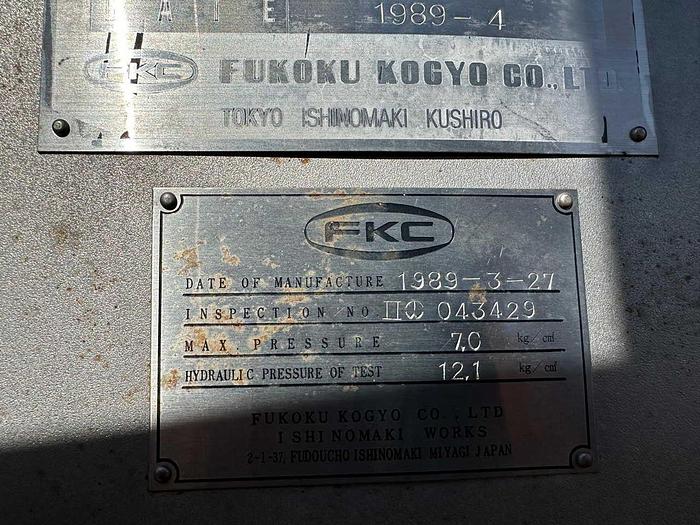 DATE 1989-4
FKC FUKOKU KOGYO CO., LTD.
TOKYO ISHINOMAKI KUSHIRO
FKC
DATE OF MANUFACTURE 1989-3-27
INSPECTION NO. 043429
MAX. PRESSURE 7,0 kg/cm²
HYDRAULIC PRESSURE OF TEST 12,1 kg/cm²
FUKOKU KOGYO CO., LTD
ISHINOMAKI WORKS
2-1-37, FUDOUCHO ISHINOMAKI MIYAGI JAPAN